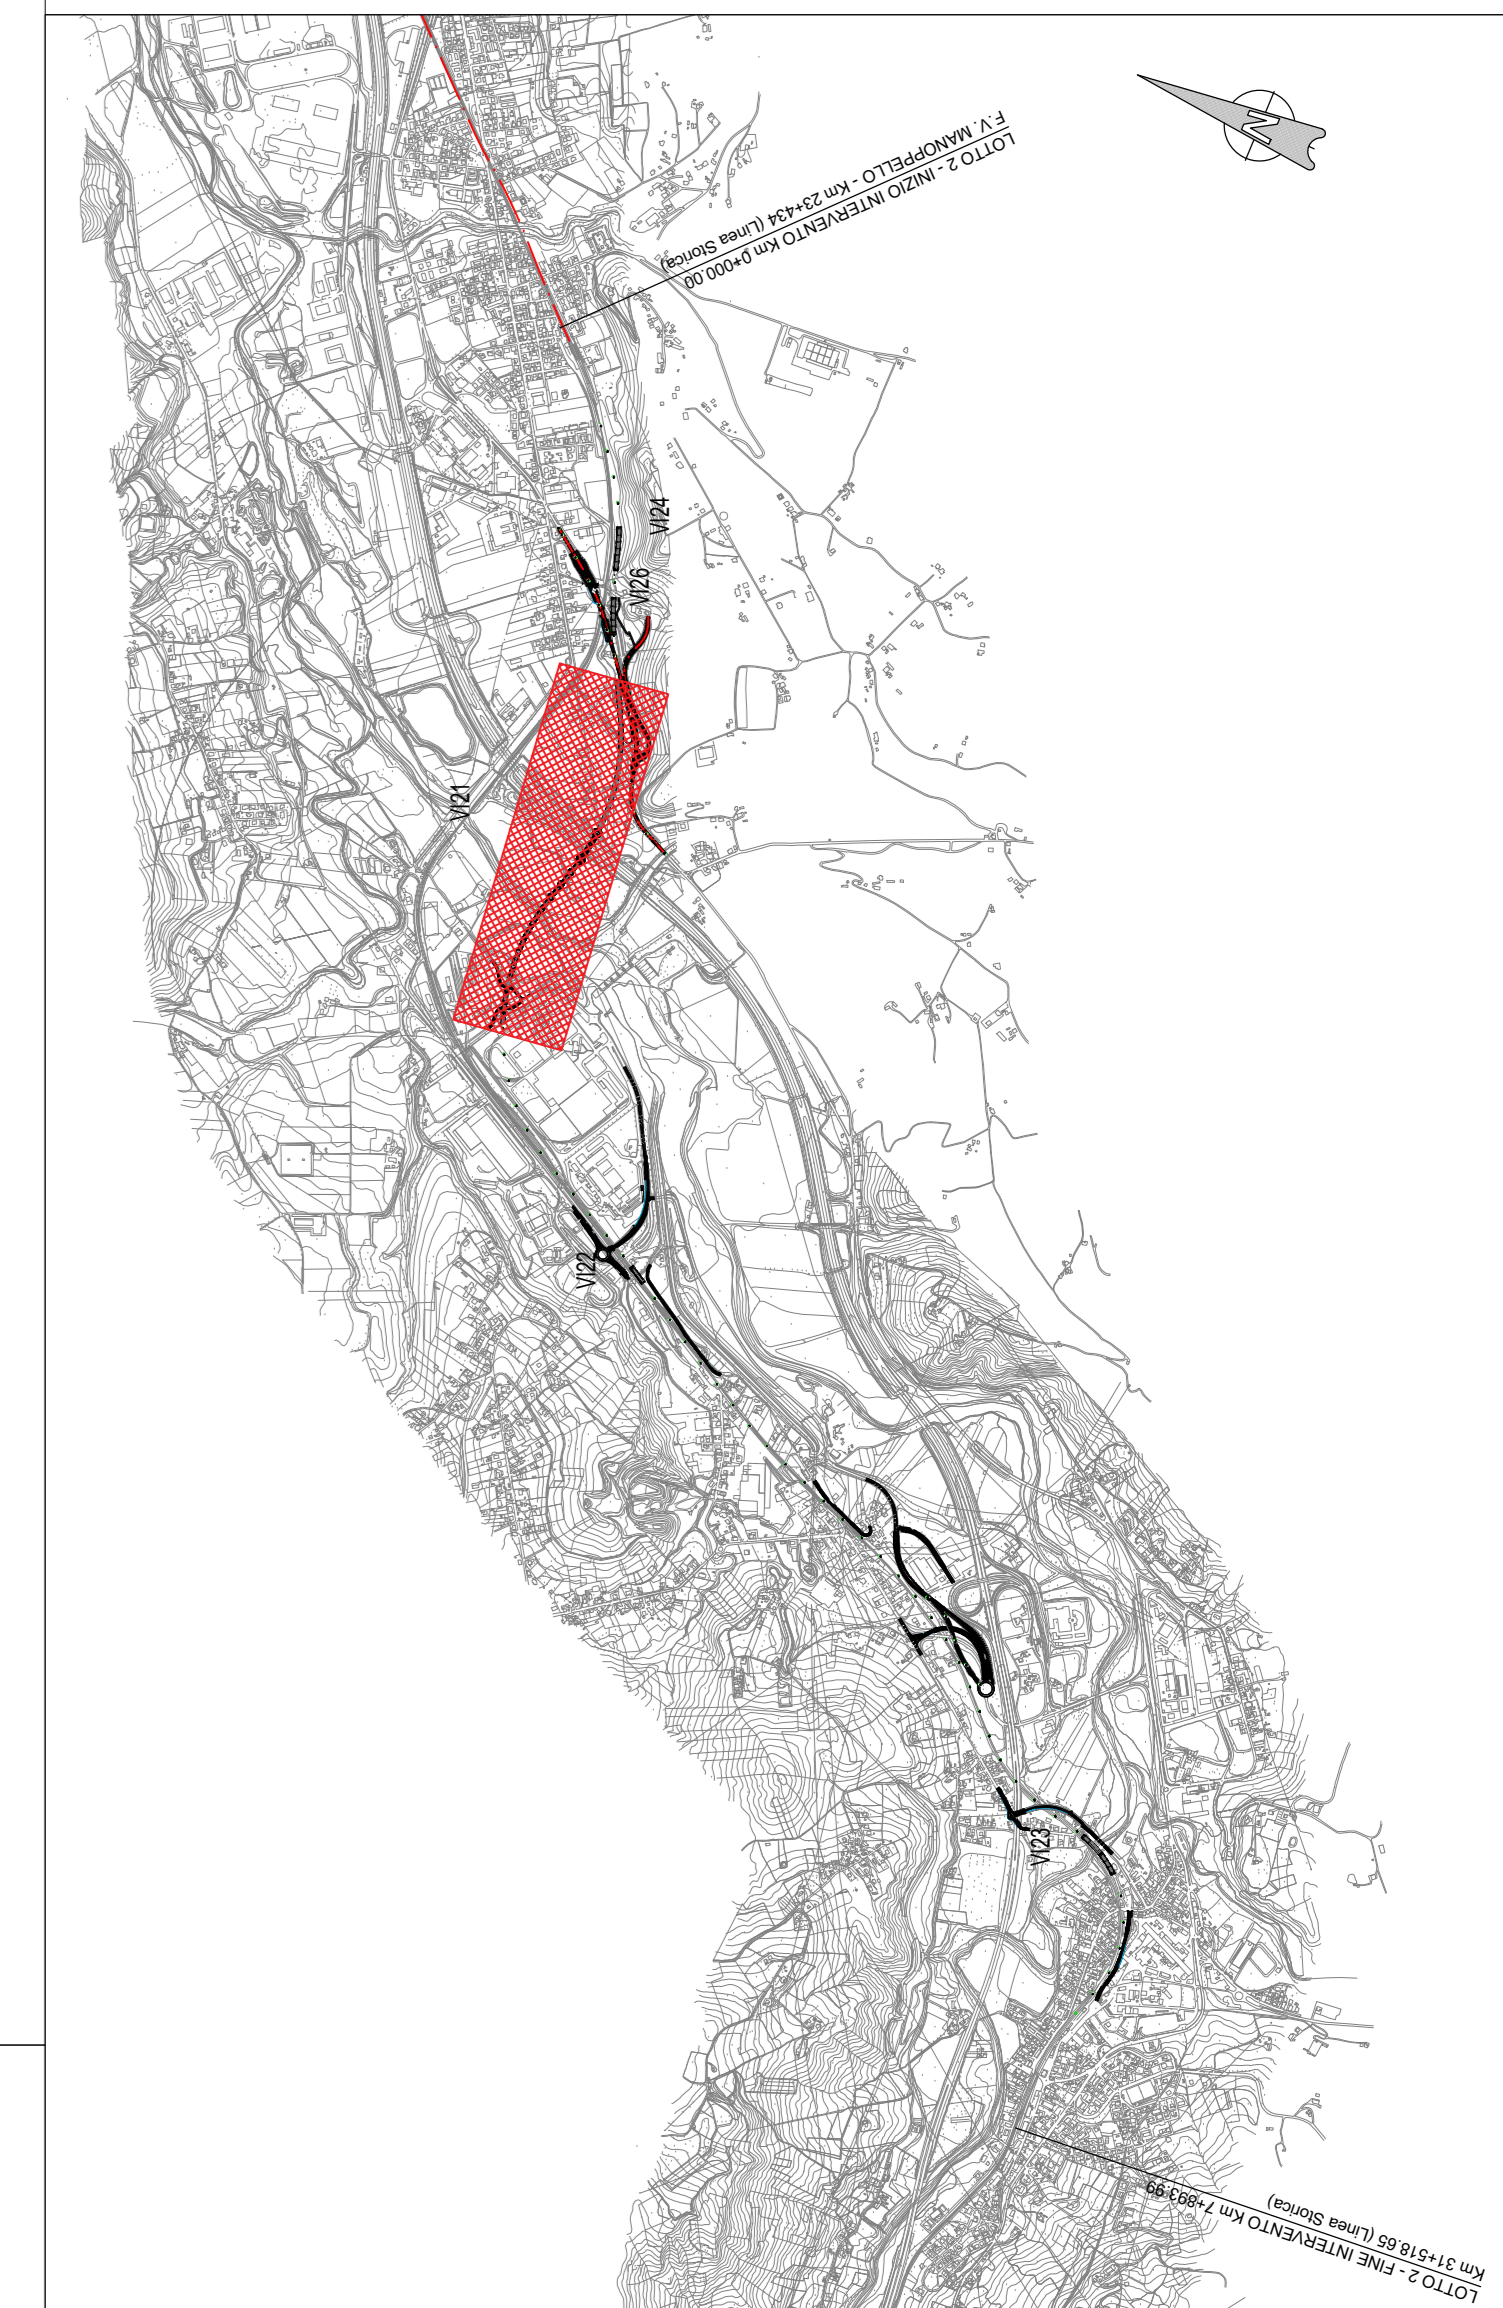 N
LOTTO 2 - INIZIO INTERVENTO Km 0+000.00
F.V. MANOPPELLO - Km 23+434 (Linea Storica)
VI24
VI26
VI21
VI22
VI23
LOTTO 2 - FINE INTERVENTO Km 7+893.99
Km 31+518.65 (Linea Storica)